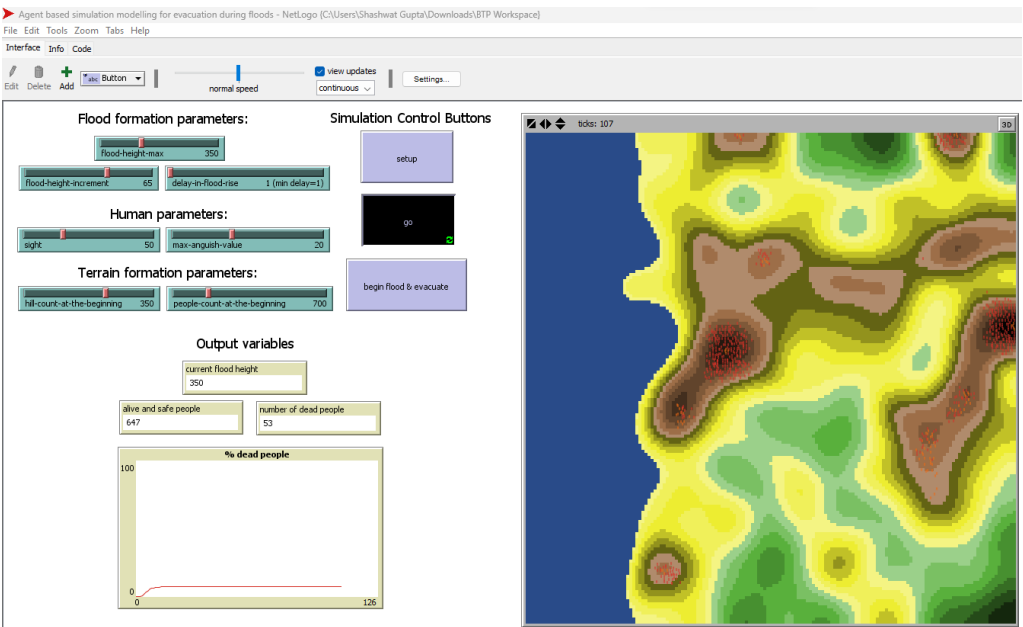 Agent based simulation modelling for evacuation during floods - NetLogo {C:\Users\Shashwat Gupta\Downloads\BTP Workspace}
File Edit Tools Zoom Tabs Help
Interface Info Code
Edit Delete Add
abc Button
normal speed
view updates
continuous
Settings...
Flood formation parameters:
flood-height-max 350
flood-height-increment 65
delay-in-flood-rise 1 (min delay=1)
Human parameters:
sight 50
max-anguish-value 20
Terrain formation parameters:
hill-count-at-the-beginning 350
people-count-at-the-beginning 700
Simulation Control Buttons
setup
go
begin flood & evacuate
Output variables
current flood height
350
alive and safe people
647
number of dead people
53
% dead people
100
0
0 126
ticks: 107
3D